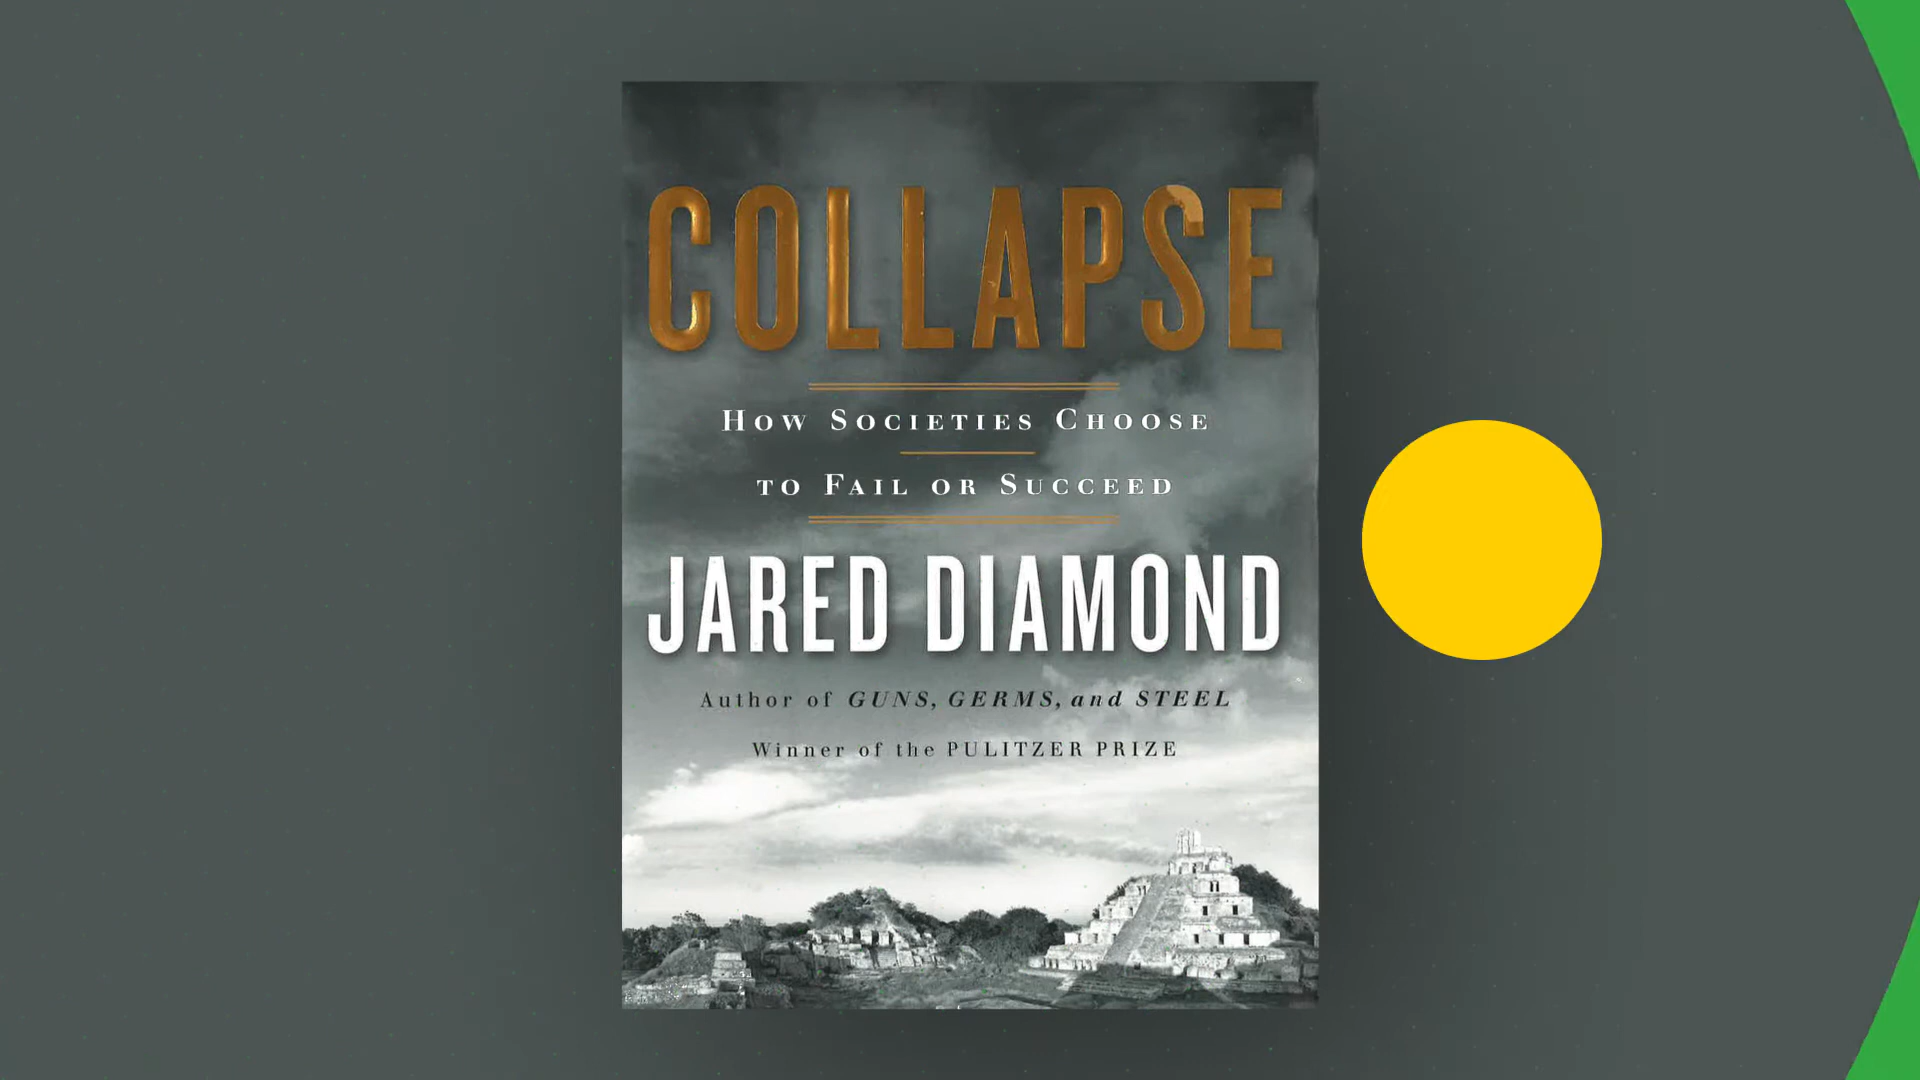 COLLAPSE
HOW SOCIETIES CHOOSE
TO FAIL OR SUCCEED
JARED DIAMOND
Author of GUNS, GERMS, and STEEL
Winner of the PULITZER PRIZE